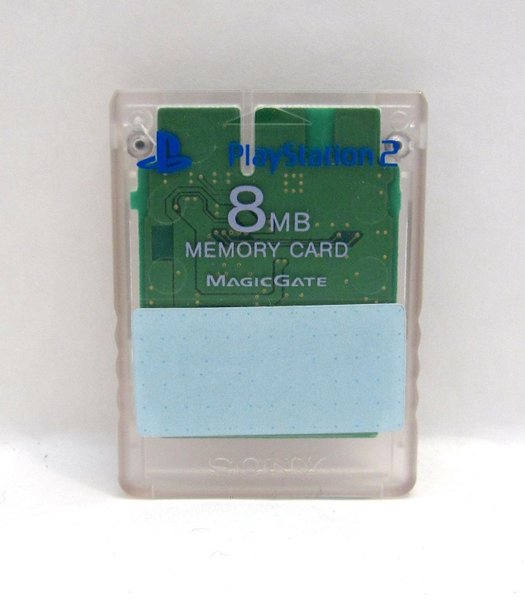 PlayStation 2
8MB
MEMORY CARD
MAGICGATE
SONY